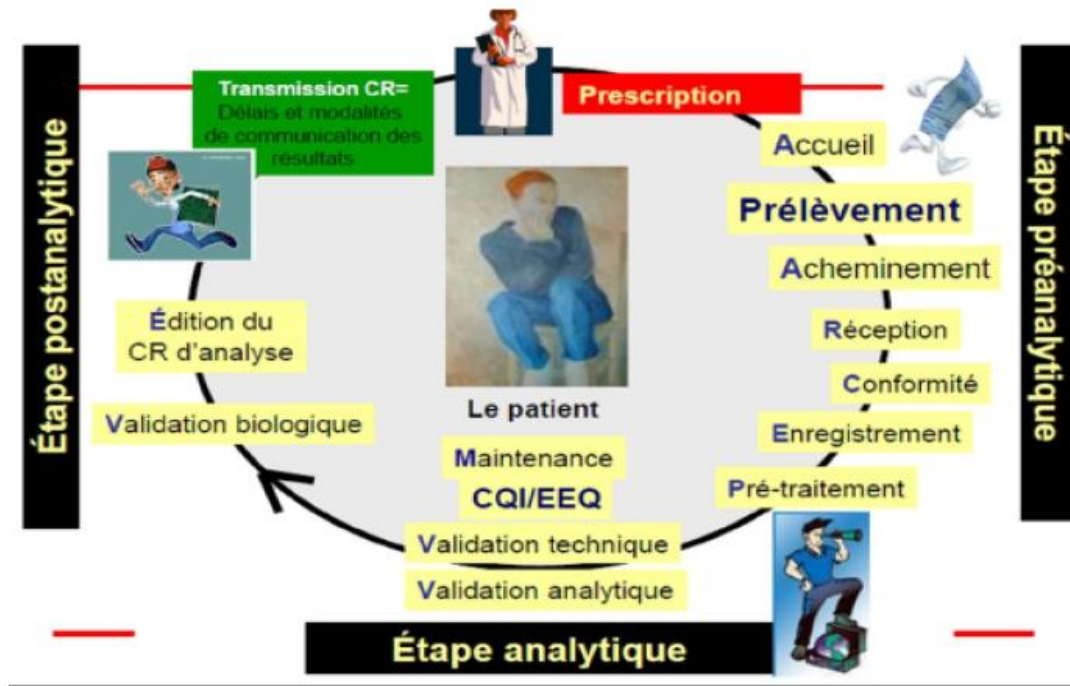 Transmission CR=
Délais et modalités
de communication des
résultats
Prescription
Accueil
Prélèvement
Acheminement
Réception
Conformité
Enregistrement
Pré-traitement
Étape préanalytique
Le patient
Maintenance
CQI/EEQ
Validation technique
Validation analytique
Étape analytique
Validation biologique
Édition du
CR d'analyse
Étape postanalytique